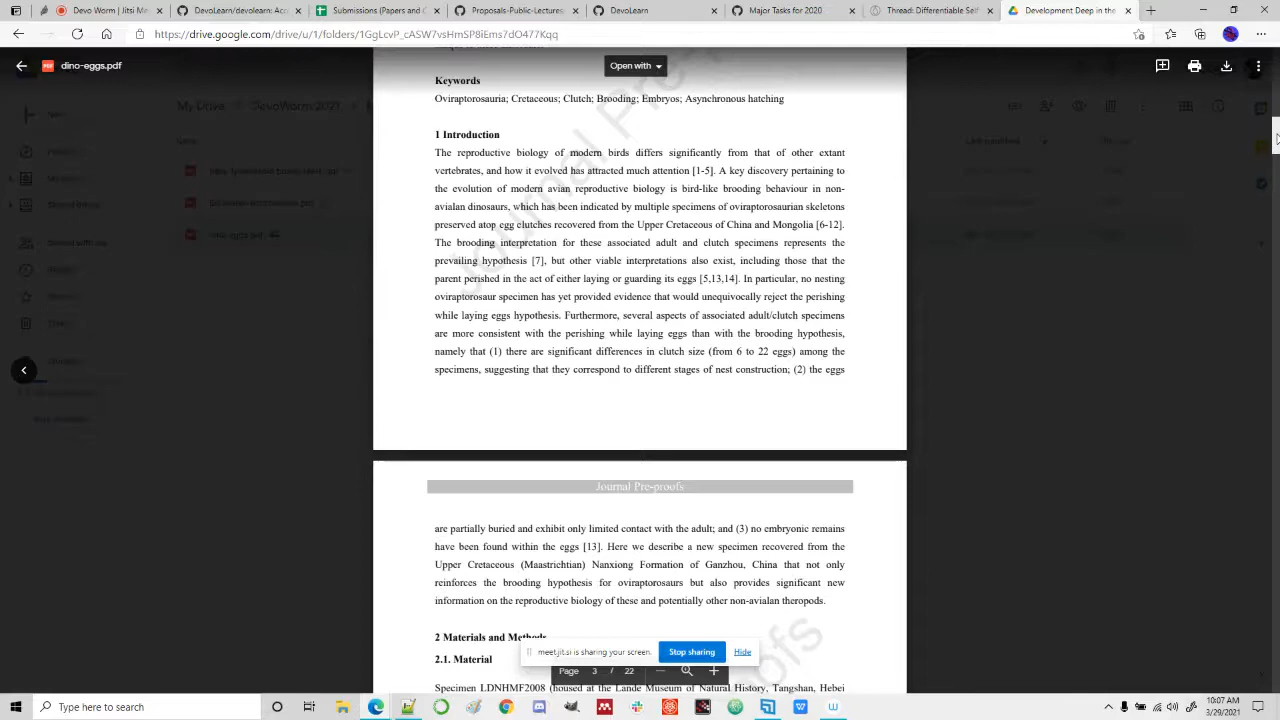 DevoWorm Meeting | Jitsi Me
Submissions for 2020
Development in th
Deep time and Difference
https://drive.google.com/drive/u/1/folders/1GgLcvP_cASW7vsHmSP8iEms7dO77Kqq
dino-eggs.pdf
Open with
Keywords
Oviraptorosauria; Cretaceous; Clutch; Brooding; Embryos; Asynchronous hatching
My Drive
DevoWorm 2021
1 Introduction
The reproductive biology of modern birds differs significantly from that of other extant
vertebrates, and how it evolved has attracted much attention [1-5]. A key discovery pertaining to
the evolution of modern avian reproductive biology is bird-like brooding behaviour in non-
avialan dinosaurs, which has been indicated by multiple specimens of oviraptorosaurian skeletons
preserved atop egg clutches recovered from the Upper Cretaceous of China and Mongolia [6-12].
The brooding interpretation for these associated adult and clutch specimens represents the
prevailing hypothesis [7], but other viable interpretations also exist, including those that the
parent perished in the act of either laying or guarding its eggs [5,13,14]. In particular, no nesting
oviraptorosaur specimen has yet provided evidence that would unequivocally reject the perishing
while laying eggs hypothesis. Furthermore, several aspects of associated adult/clutch specimens
are more consistent with the perishing while laying eggs than with the brooding hypothesis,
namely that (1) there are significant differences in clutch size (from 6 to 22 eggs) among the
specimens, suggesting that they correspond to different stages of nest construction; (2) the eggs
Journal Pre-proofs
are partially buried and exhibit only limited contact with the adult; and (3) no embryonic remains
have been found within the eggs [13]. Here we describe a new specimen recovered from the
Upper Cretaceous (Maastrichtian) Nanxiong Formation of Ganzhou, China that not only
reinforces the brooding hypothesis for oviraptorosaurs but also provides significant new
information on the reproductive biology of these and potentially other non-avialan theropods.
2 Materials and Methods
meet.jit.si is sharing your screen.
Stop sharing
Hide
2.1. Material
Page 3 / 22
Specimen LDNHMF2008 (housed at the Lande Museum of Natural History, Tangshan, Hebei
Type here to search
10:07 AM
3/29/2021